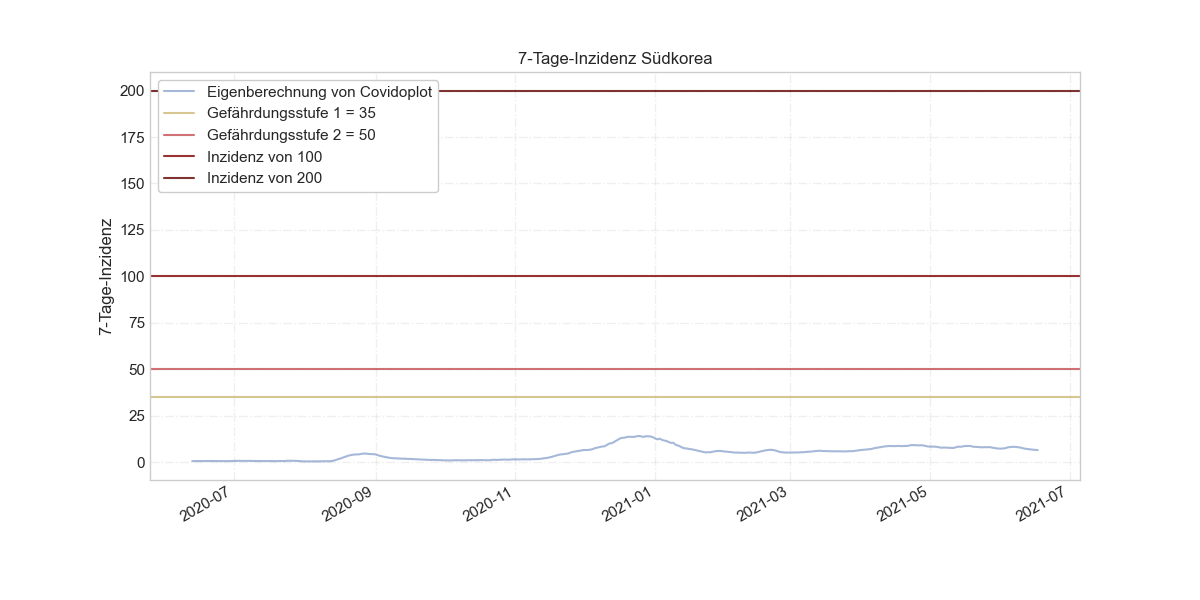 7-Tage-Inzidenz Südkorea
Eigenberechnung von Covidoplot
Gefährdungsstufe 1 = 35
Gefährdungsstufe 2 = 50
Inzidenz von 100
Inzidenz von 200
7-Tage-Inzidenz
200
175
150
125
100
75
50
25
0
2020-07
2020-09
2020-11
2021-01
2021-03
2021-05
2021-07